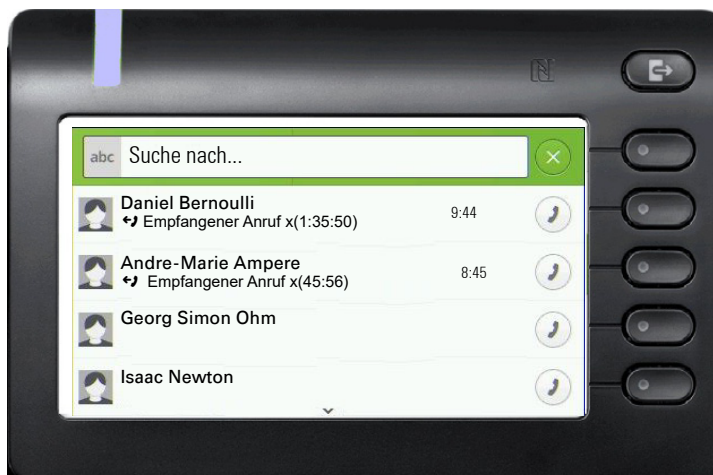 abc Suche nach...
Daniel Bernoulli 9:44
Empfangener Anruf x(1:35:50)
Andre-Marie Ampere 8:45
Empfangener Anruf x(45:56)
Georg Simon Ohm
Isaac Newton